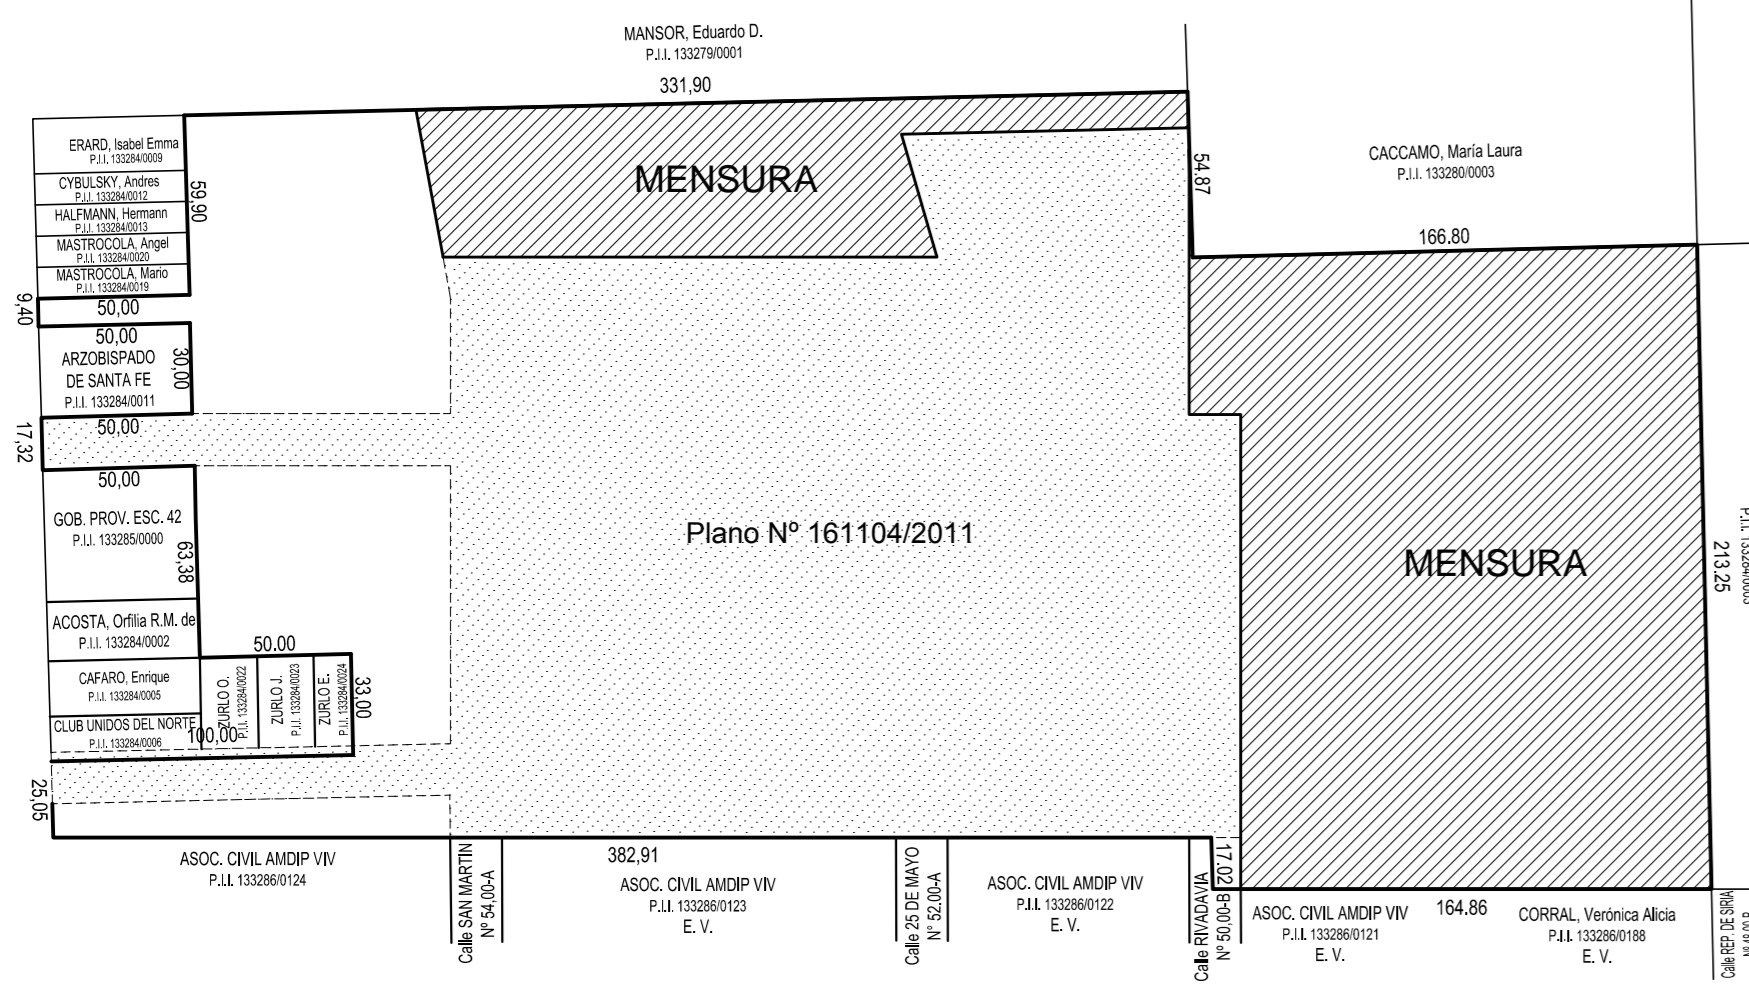 MANSOR, Eduardo D.
P.I.I. 133279/0001
331,90
ERARD, Isabel Emma
P.I.I. 133284/0009
CYBULSKY, Andres
P.I.I. 133284/0012
HALFMANN, Hermann
P.I.I. 133284/0013
MASTROCOLA, Angel
P.I.I. 133284/0020
MASTROCOLA, Mario
P.I.I. 133284/0019
59,90
MENSURA
54.87
CACCAMO, María Laura
P.I.I. 133280/0003
166.80
9,40
50,00
50,00
ARZOBISPADO
DE SANTA FE
P.I.I. 133284/0011
30,00
17,32
50,00
50,00
GOB. PROV. ESC. 42
P.I.I. 133285/0000
63,38
Plano Nº 161104/2011
MENSURA
213.25
ACOSTA, Orfilia R.M. de
P.I.I. 133284/0002
50.00
CAFARO, Enrique
P.I.I. 133284/0005
CLUB UNIDOS DEL NORTE
P.I.I. 133284/0006
ZURLO O.
P.I.I. 133284/0022
ZURLO J.
P.I.I. 133284/0023
ZURLO E.
P.I.I. 133284/0024
33,00
100,00
25,05
ASOC. CIVIL AMDIP VIV
P.I.I. 133286/0124
Calle SAN MARTIN
Nº 54,00-A
382,91
ASOC. CIVIL AMDIP VIV
P.I.I. 133286/0123
E. V.
Calle 25 DE MAYO
Nº 52.00-A
ASOC. CIVIL AMDIP VIV
P.I.I. 133286/0122
E. V.
Calle RIVADAVIA
Nº 50,00-B
17.02
ASOC. CIVIL AMDIP VIV
P.I.I. 133286/0121
E. V.
164.86
CORRAL, Verónica Alicia
P.I.I. 133286/0188
E. V.
Calle REP. DE SIRIA